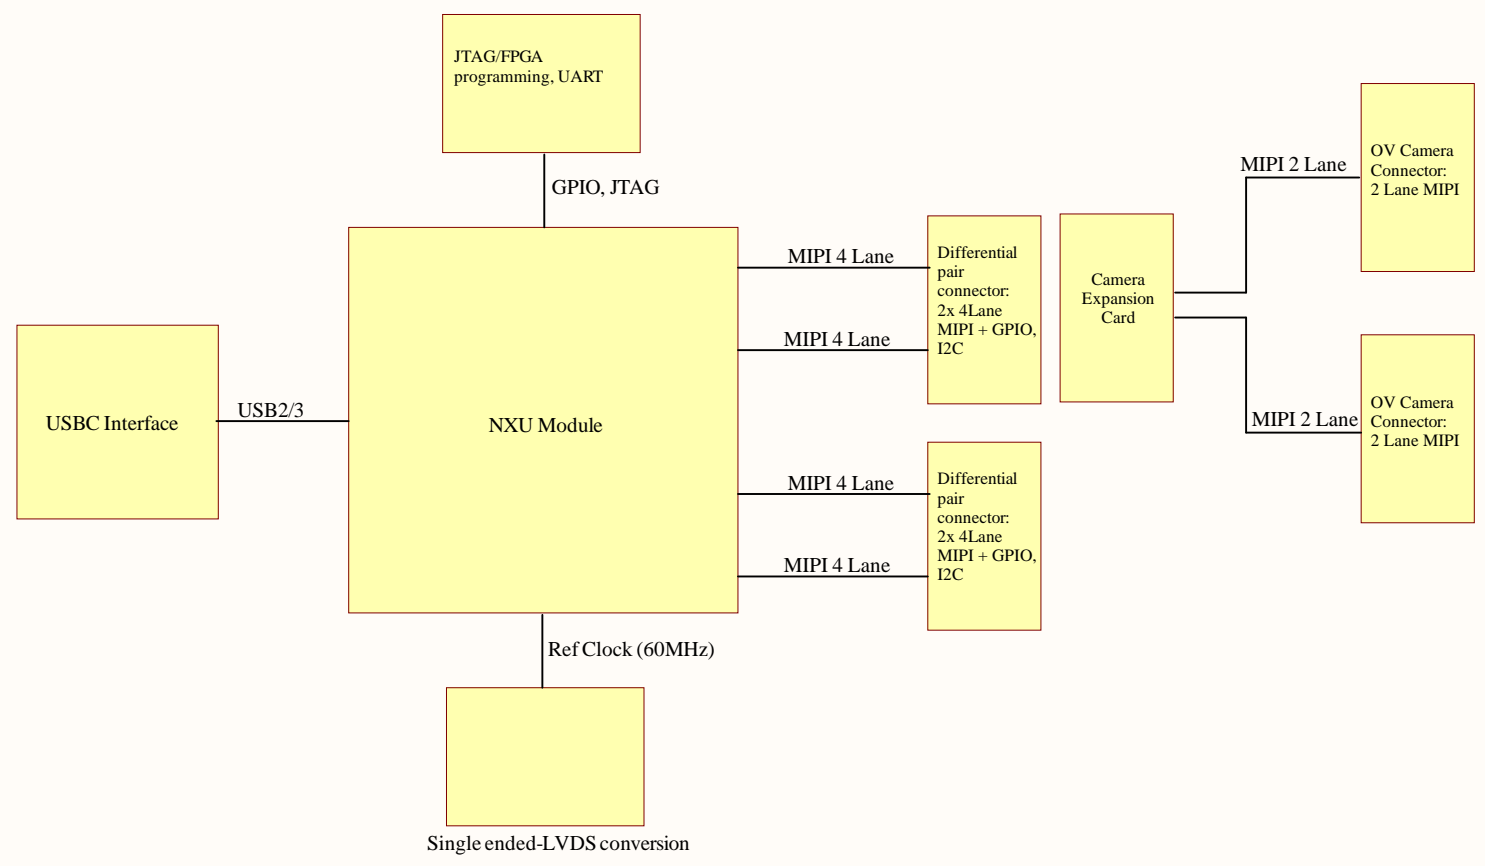 JTAG/FPGA
programming, UART
GPIO, JTAG
USBC Interface
USB2/3
NXU Module
MIPI 4 Lane
MIPI 4 Lane
Differential
pair
connector:
2x 4Lane
MIPI + GPIO,
I2C
MIPI 4 Lane
MIPI 4 Lane
Differential
pair
connector:
2x 4Lane
MIPI + GPIO,
I2C
Camera
Expansion
Card
MIPI 2 Lane
OV Camera
Connector:
2 Lane MIPI
MIPI 2 Lane
OV Camera
Connector:
2 Lane MIPI
Ref Clock (60MHz)
Single ended-LVDS conversion